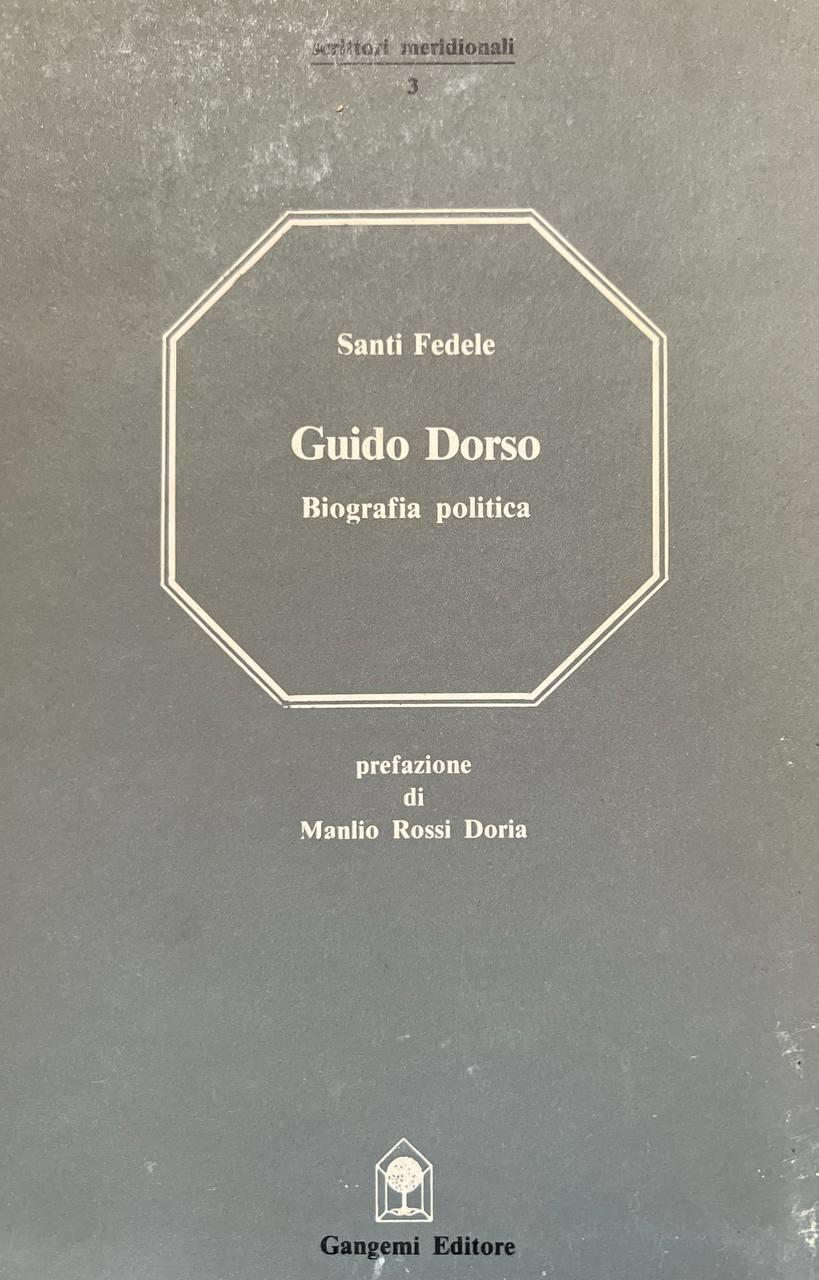 scrittori meridionali
3
Santi Fedele
Guido Dorso
Biografia politica
prefazione
di
Manlio Rossi Doria
Gangemi Editore